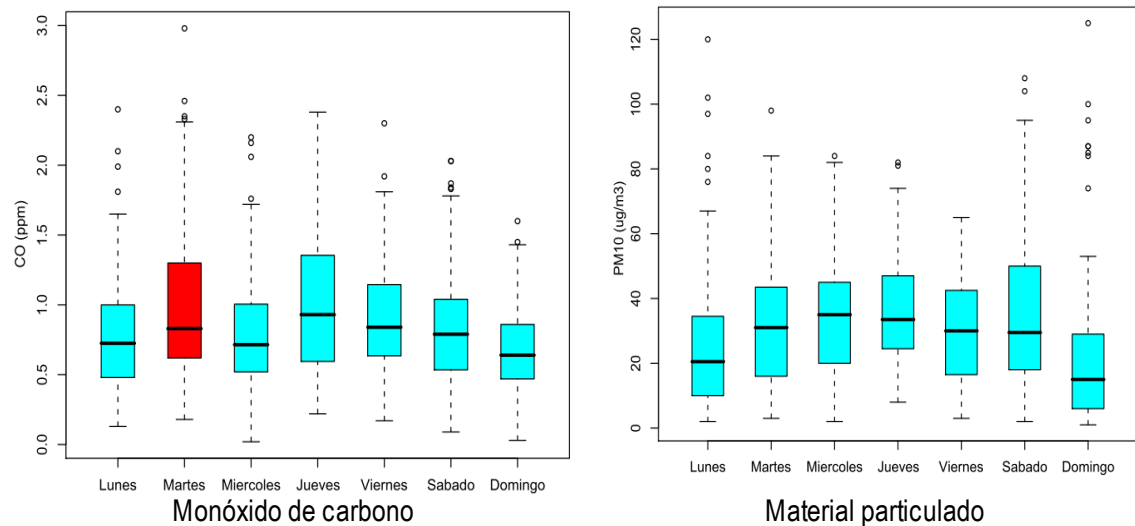 CO (ppm)
3.0
2.5
2.0
1.5
1.0
0.5
0.0
Lunes Martes Miercoles Jueves Viernes Sabado Domingo
Monóxido de carbono
PM10 (ug/m3)
120
100
80
60
40
20
0
Lunes Martes Miercoles Jueves Viernes Sabado Domingo
Material particulado